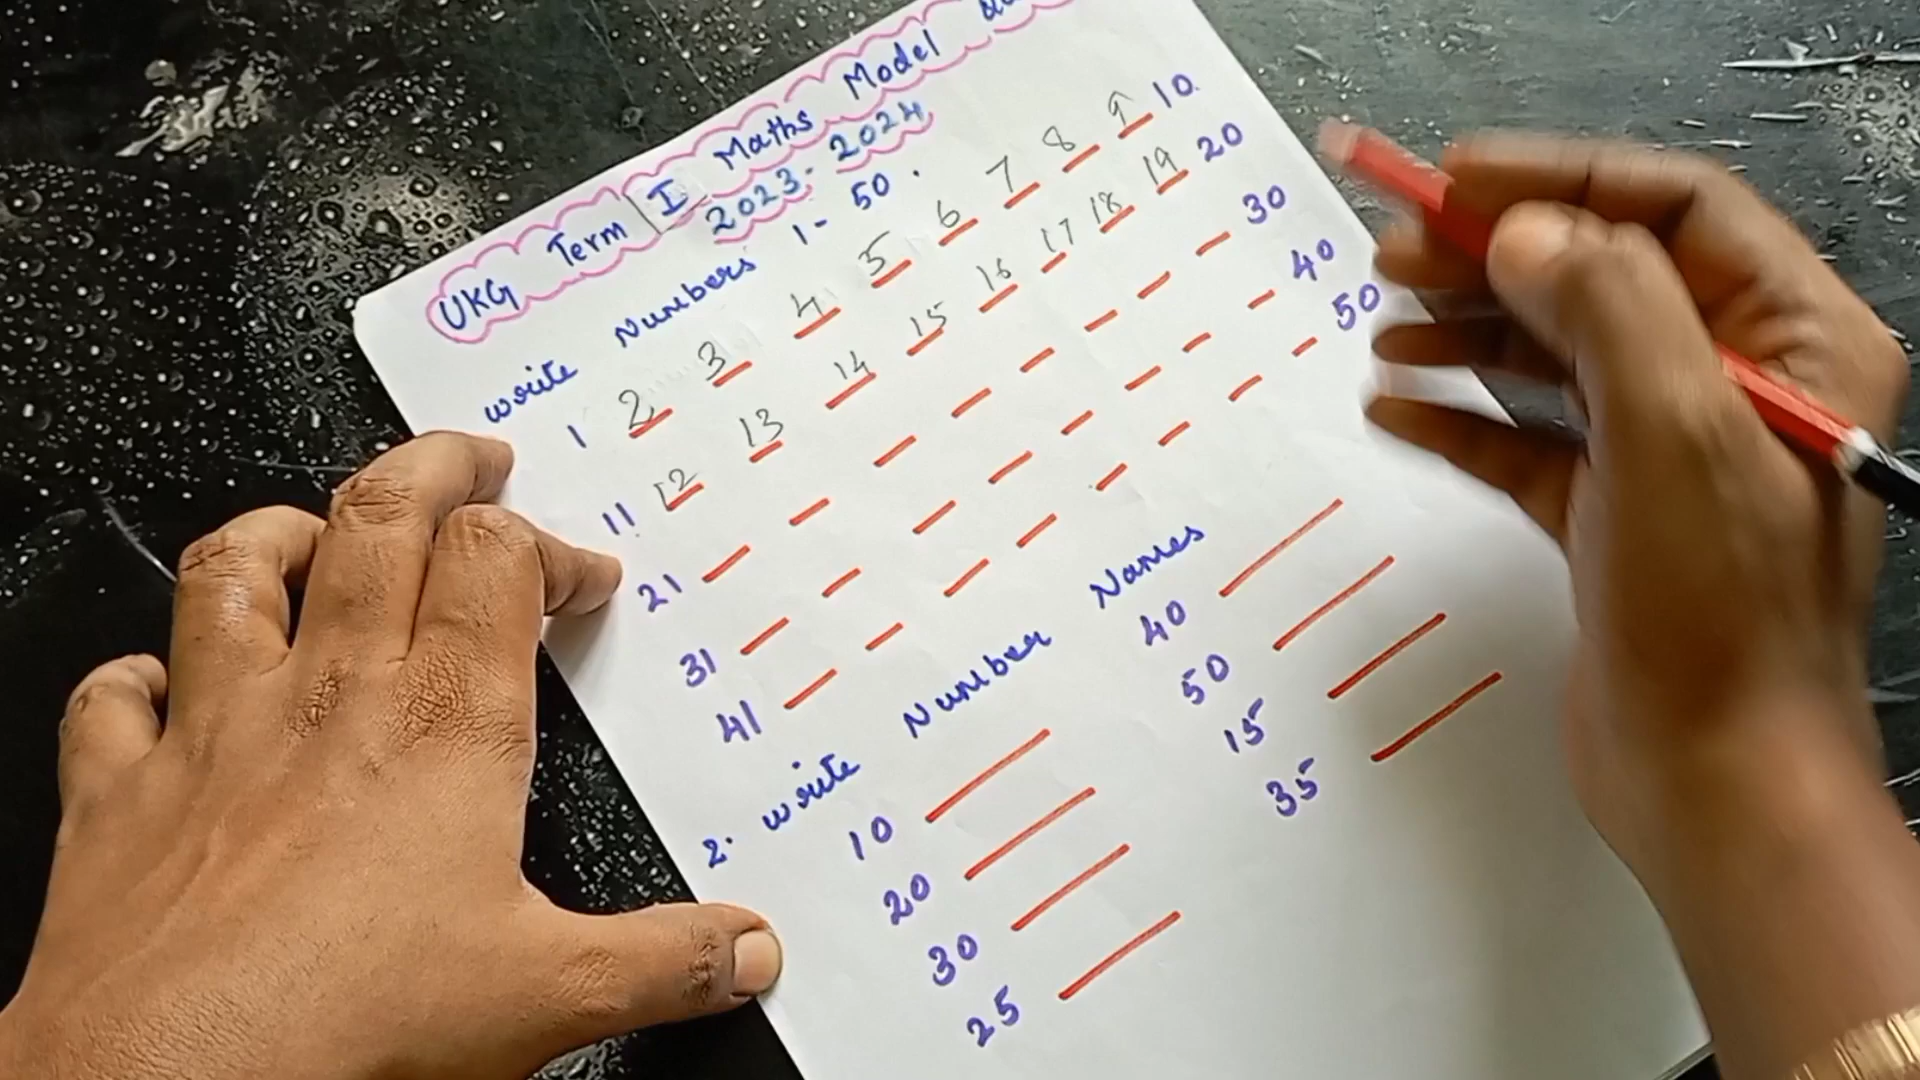 UKG Term I Maths Model
2023-2024
Write Numbers 1-50.
1 2 3 4 5 6 7 8 9 10
11 12 13 14 15 16 17 18 19 20
21 30
31 40
41 50
2. Write Number Names
10 40
20 50
30 15
25 35